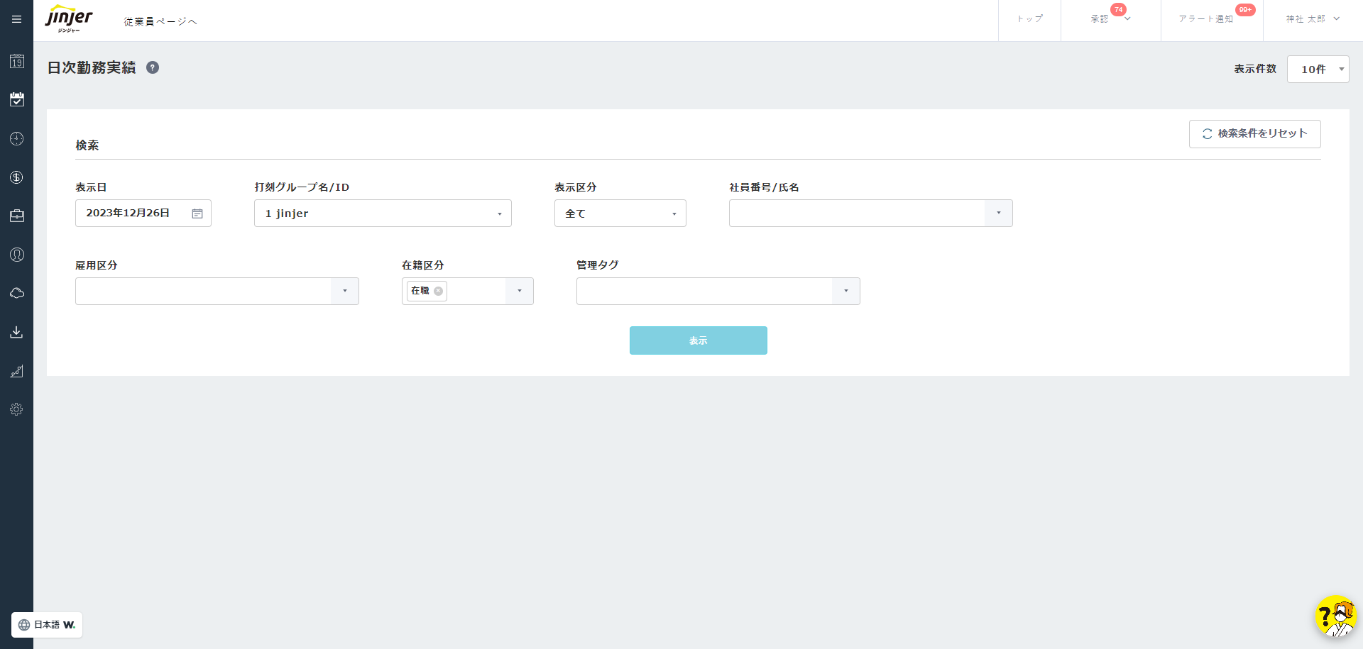 jinjer
ジンジャー
従業員ページへ
トップ
承認
74
アラート通知
99+
神社 太郎
19
日次勤務実績
?
表示件数
10件
検索
検索条件をリセット
表示日
打刻グループ名/ID
表示区分
社員番号/氏名
2023年12月26日
1 jinjer
全て
雇用区分
在籍区分
管理タグ
在職
表示
日本語 W.
?